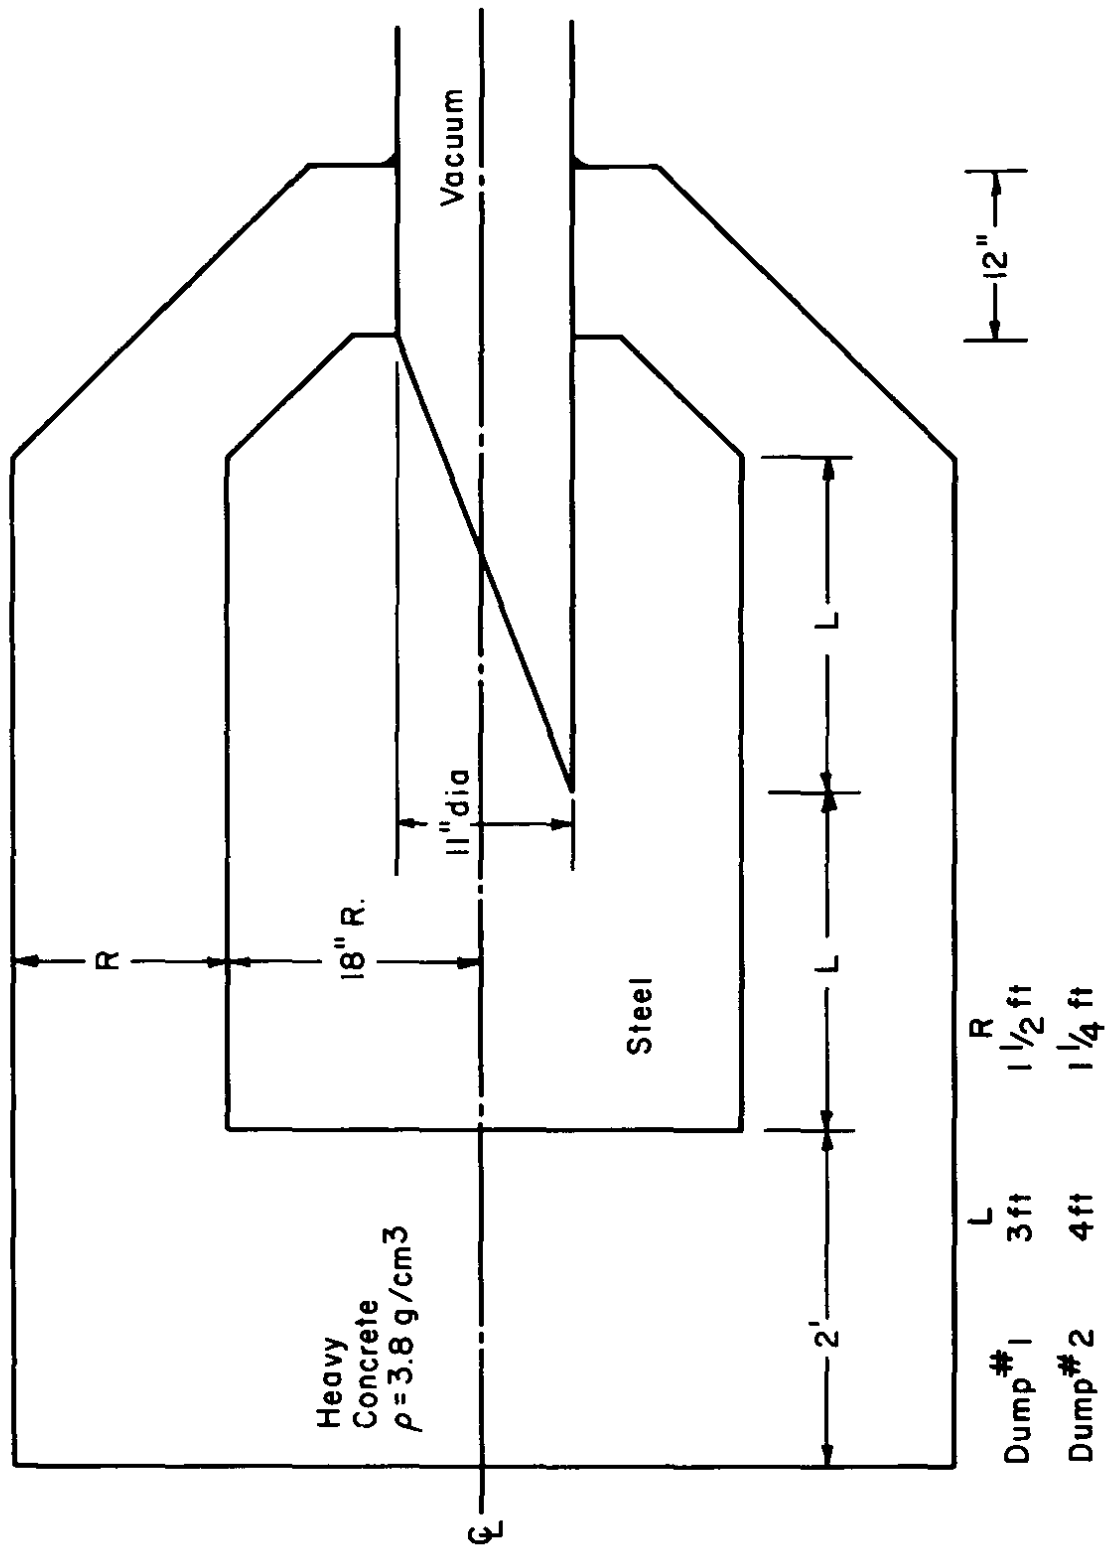 Vacuum
12"
L
11" dia
R
18" R.
L
Steel
Heavy
Concrete
ρ = 3.8 g/cm3
2'
℄
L R
Dump #1 3 ft 1 1/2 ft
Dump #2 4 ft 1 1/4 ft